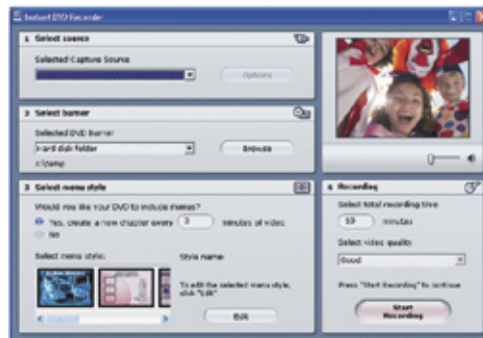 Instant DVD Recorder
1 Select source
Selected Capture Source
Options
2 Select burner
Selected DVD Burner
Hard disk folder
Browse
c:\temp
3 Select menu style
Would you like your DVD to include menus?
Yes, create a new chapter every 3 minutes of video
No
Select menu style:
Style name:
To edit the selected menu style,
click "Edit"
Edit
4 Recording
Select total recording time
10 minutes
Select video quality
Good
Press "Start Recording" to continue
Start
Recording